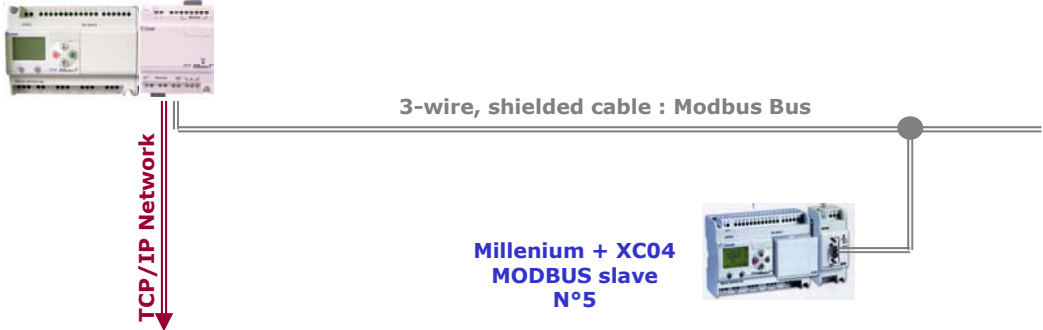 3-wire, shielded cable : Modbus Bus
TCP/IP Network
Millenium + XC04
MODBUS slave
N°5